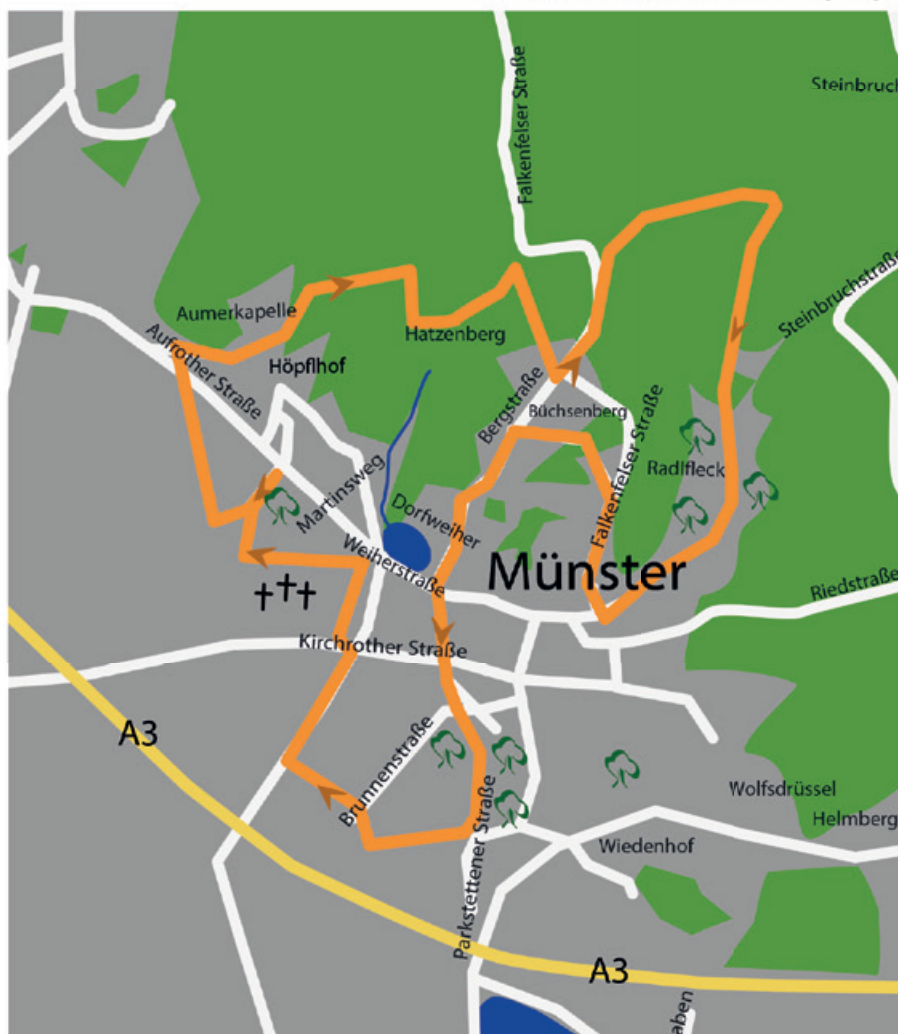 Falkenfelser Straße
Steinbruch
Steinbruchstraße
Aumerkapelle
Hatzenberg
Aufrother Straße
Höpflhof
Bergstraße
Büchsenberg
Falkenfelser Straße
Radlfleck
Martinsweg
Dorfweiher
Weiherstraße
Münster
Riedstraße
Kirchrother Straße
A3
Brunnenstraße
Parkstettener Straße
Wolfsdrüssel
Helmberg
Wiedenhof
A3
aben